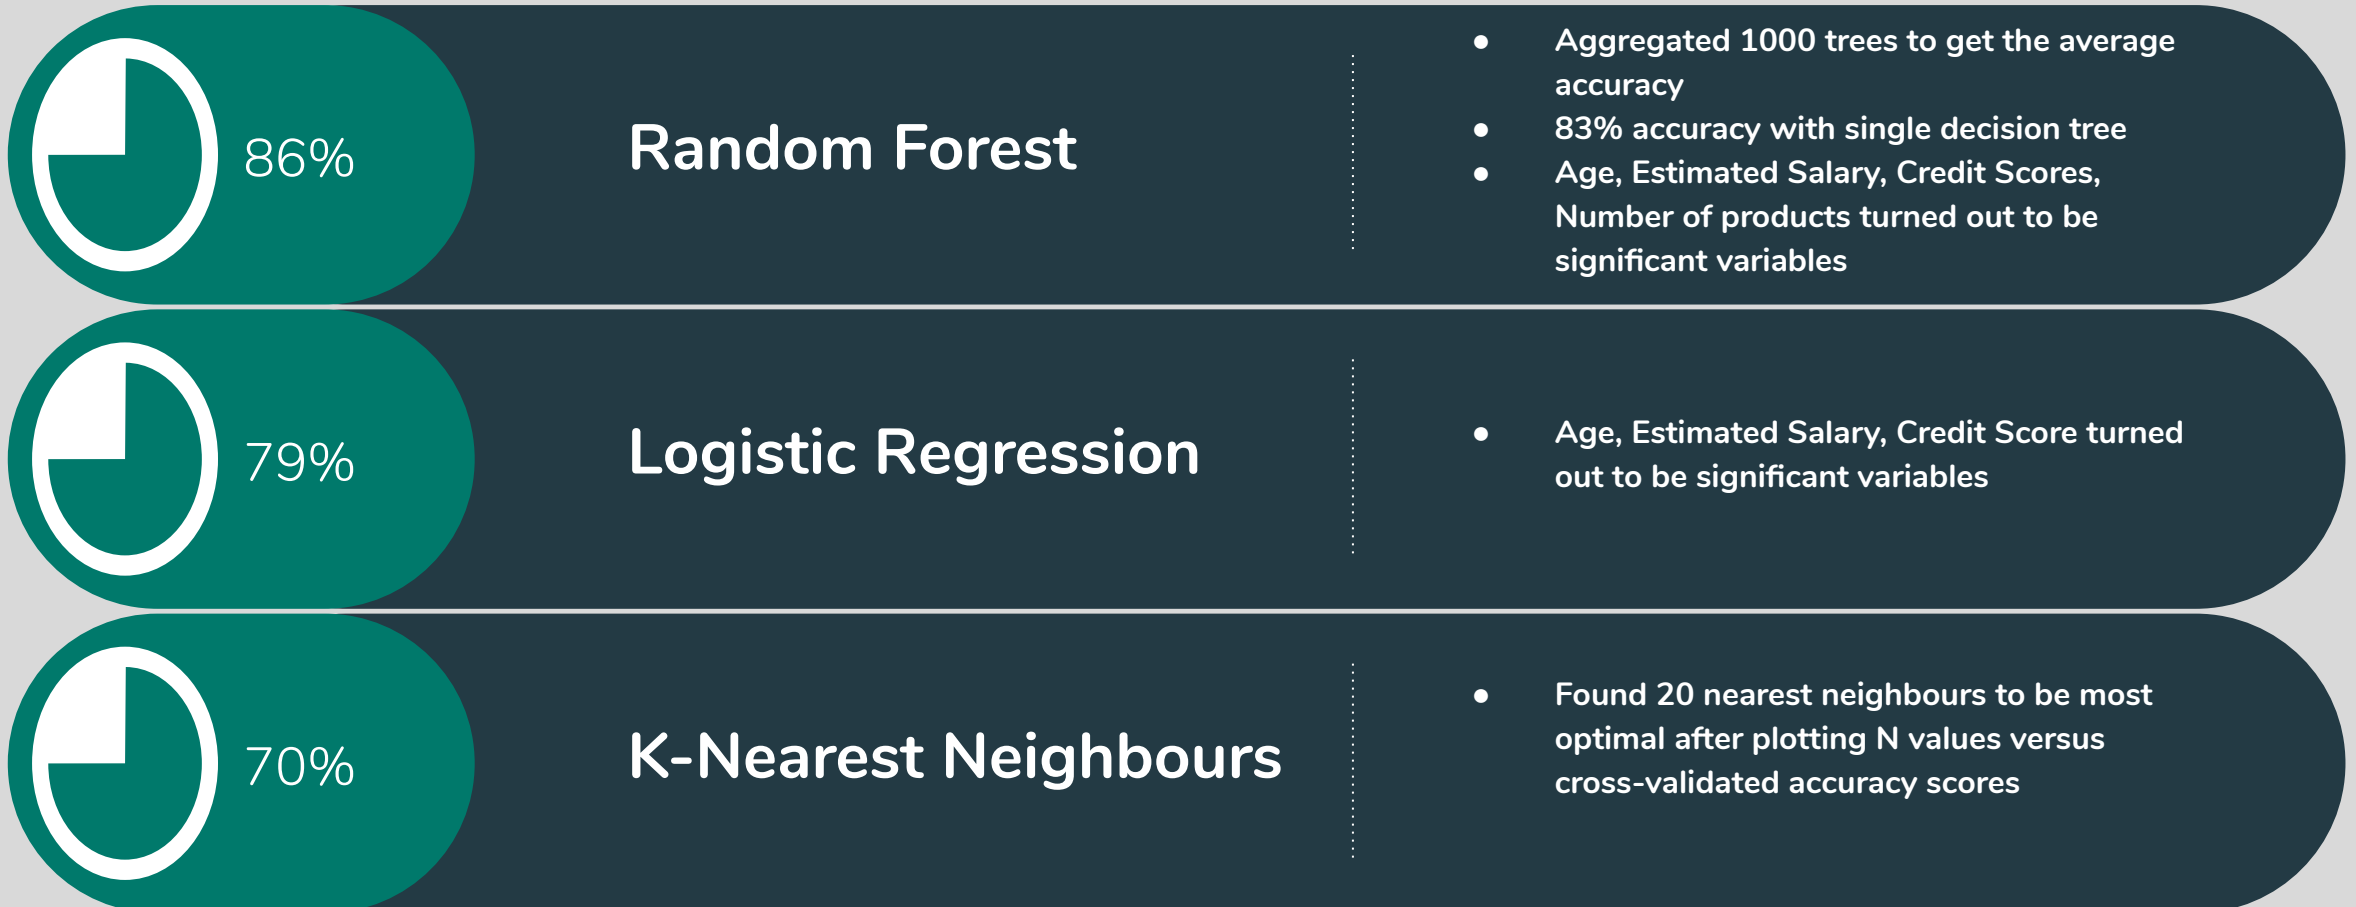 86%
Random Forest
● Aggregated 1000 trees to get the average
accuracy
● 83% accuracy with single decision tree
● Age, Estimated Salary, Credit Scores,
Number of products turned out to be
significant variables
79%
Logistic Regression
● Age, Estimated Salary, Credit Score turned
out to be significant variables
70%
K-Nearest Neighbours
● Found 20 nearest neighbours to be most
optimal after plotting N values versus
cross-validated accuracy scores